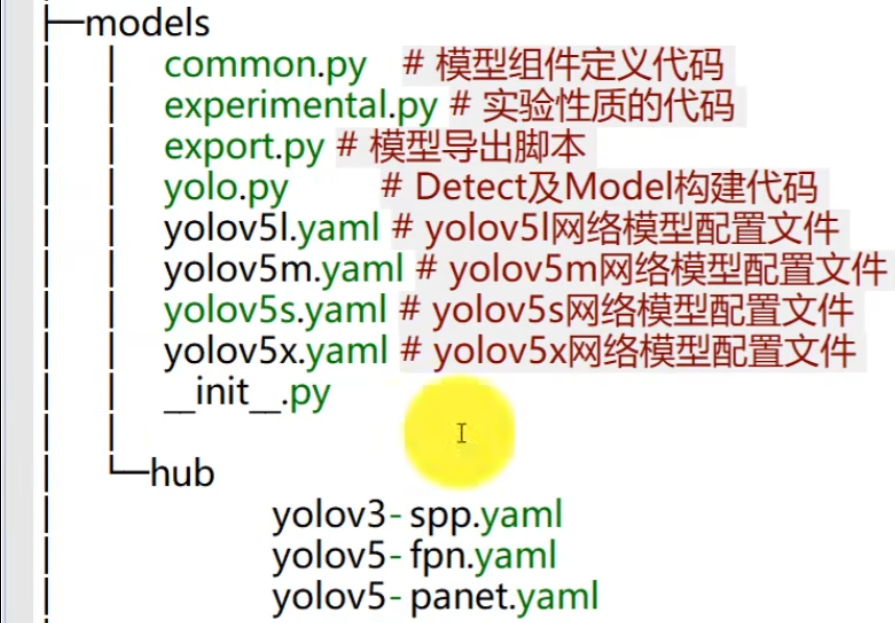 ├─models
│ │ common.py # 模型组件定义代码
│ │ experimental.py # 实验性质的代码
│ │ export.py # 模型导出脚本
│ │ yolo.py # Detect及Model构建代码
│ │ yolov5l.yaml # yolov5l网络模型配置文件
│ │ yolov5m.yaml # yolov5m网络模型配置文件
│ │ yolov5s.yaml # yolov5s网络模型配置文件
│ │ yolov5x.yaml # yolov5x网络模型配置文件
│ │ __init__.py
│ │
│ └─hub
│ yolov3- spp.yaml
│ yolov5- fpn.yaml
│ yolov5- panet.yaml